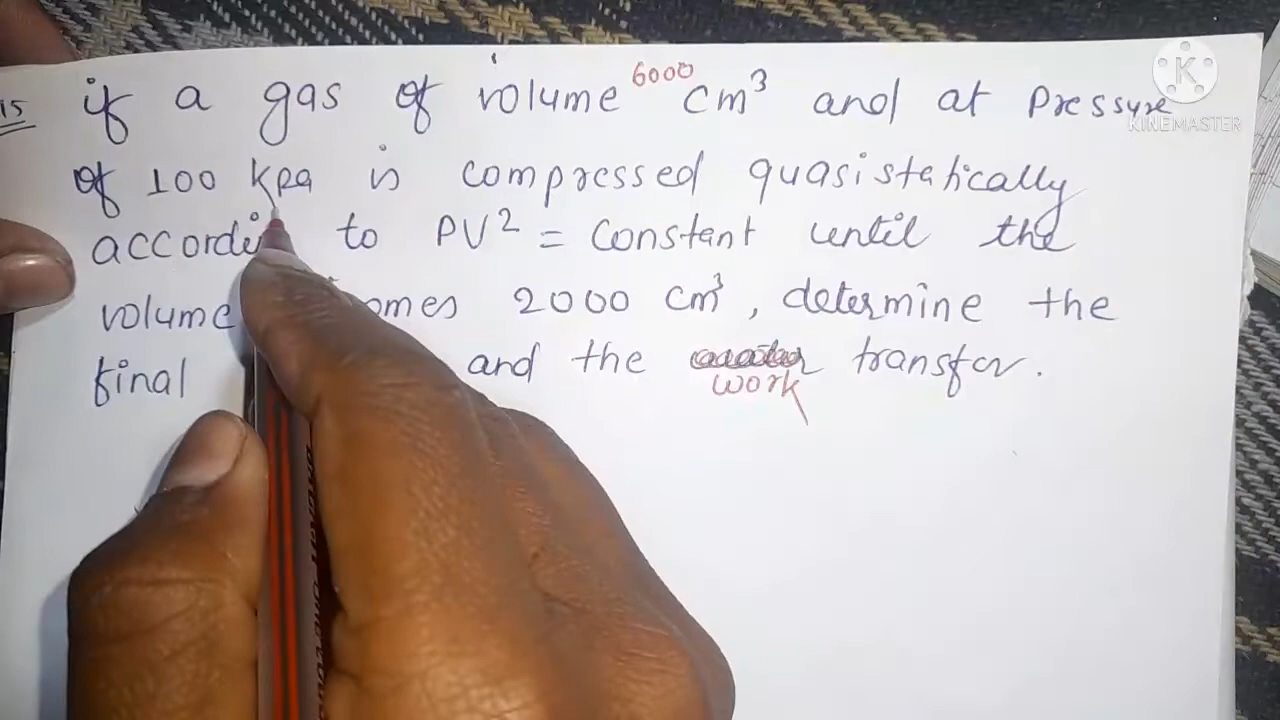 15 if a gas of volume 6000 cm³ and at Pressure
of 100 kpa is compressed quasistatically
accordi to PV² = constant until the
volume omes 2000 cm³, determine the
final and the work transfer.
K
KINEMASTER